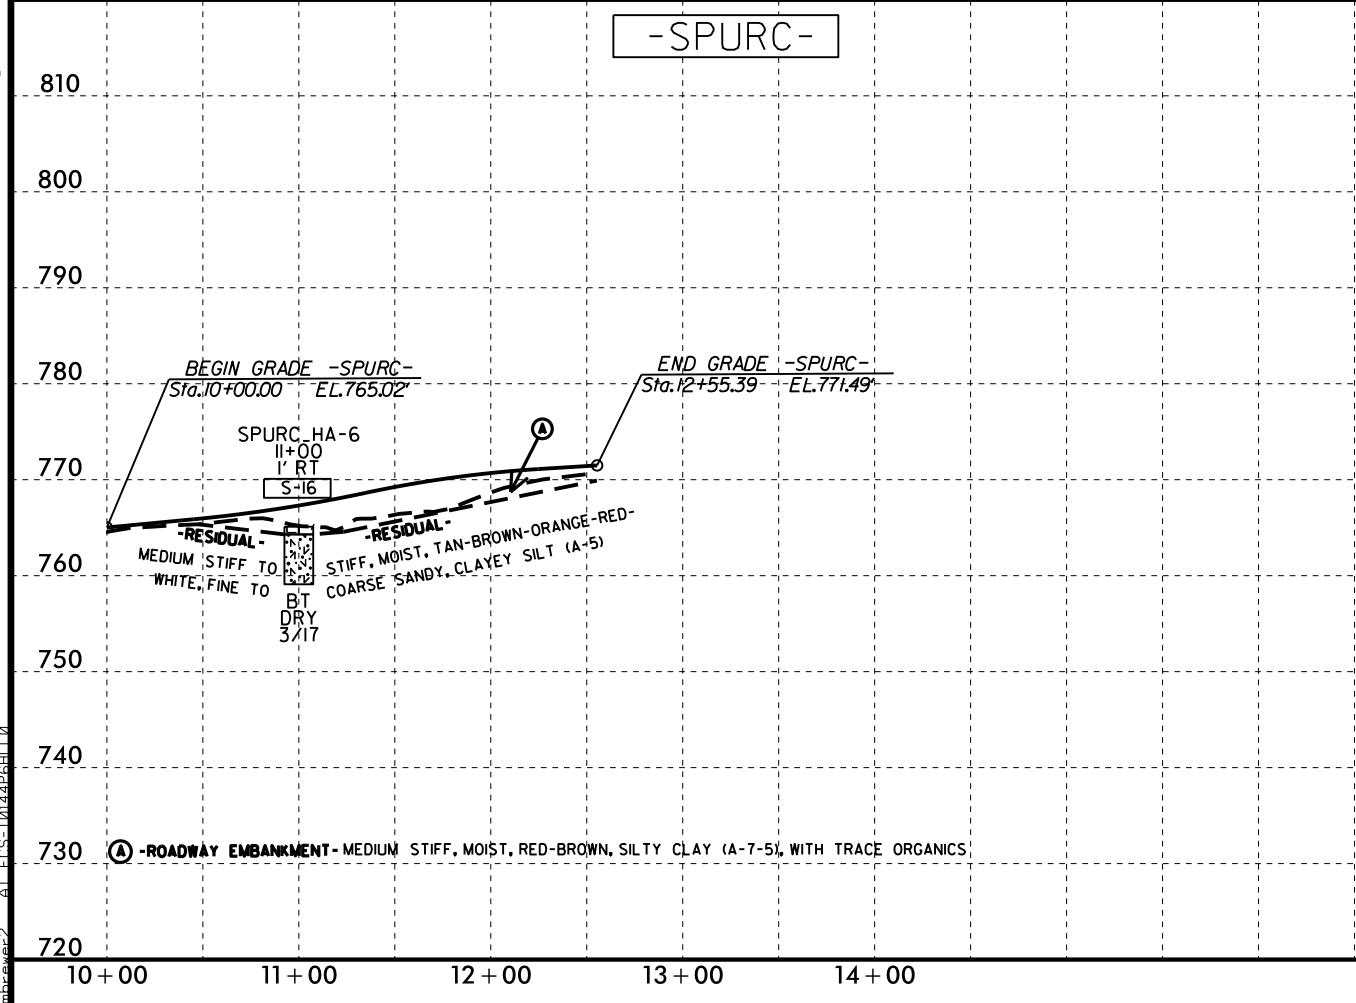 -SPURC-
810
800
790
780
770
760
750
740
730
720
BEGIN GRADE -SPURC-
Sta.10+00.00 EL.765.02'
END GRADE -SPURC-
Sta.12+55.39 EL.771.49'
SPURC_HA-6
11+00
1' RT
S-16
A
-RESIDUAL- -RESIDUAL-
MEDIUM STIFF TO STIFF, MOIST, TAN-BROWN-ORANGE-RED-
WHITE, FINE TO COARSE SANDY, CLAYEY SILT (A-5)
BT
DRY
3/17
A -ROADWAY EMBANKMENT- MEDIUM STIFF, MOIST, RED-BROWN, SILTY CLAY (A-7-5), WITH TRACE ORGANICS
10+00 11+00 12+00 13+00 14+00